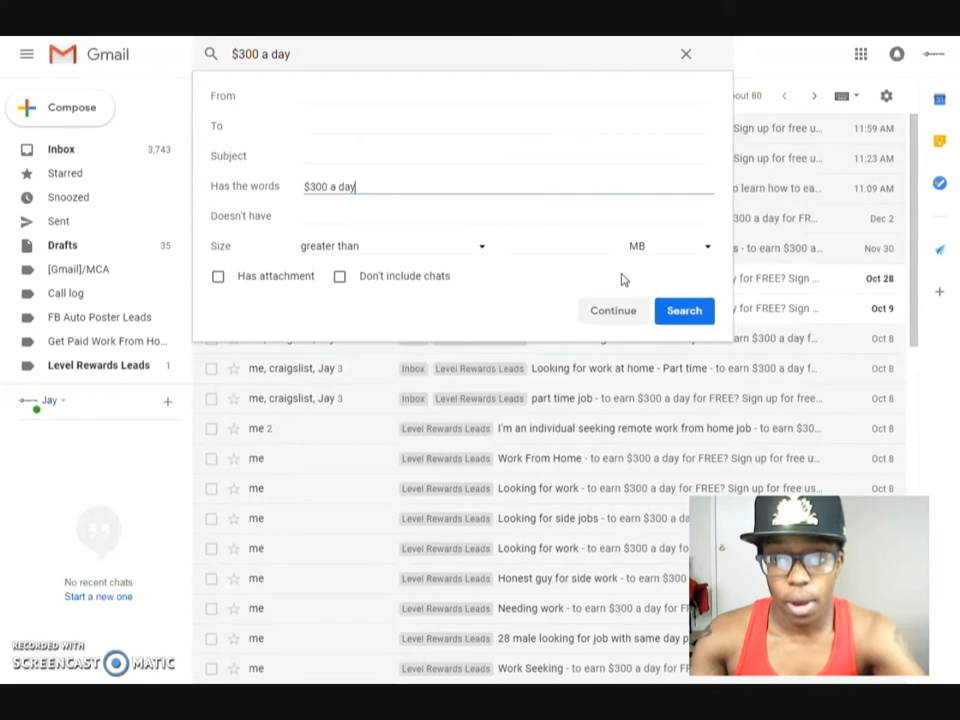 Gmail
$300 a day
Compose
Inbox 3,743
Starred
Snoozed
Sent
Drafts 35
[Gmail]/MCA
Call log
FB Auto Poster Leads
Get Paid Work From Ho...
Level Rewards Leads 1
Jay
No recent chats
Start a new one
RECORDED WITH
SCREENCAST MATIC
From
To
Subject
Has the words $300 a day
Doesn't have
Size greater than MB
Has attachment Don't include chats
Continue Search
bout 80
Sign up for free u... 11:59 AM
Sign up for free u... 11:23 AM
o learn how to ea... 11:09 AM
300 a day for FR... Dec 2
s - to earn $300 a... Nov 30
y for FREE? Sign ... Oct 28
y for FREE? Sign ... Oct 9
arn $300 a day f... Oct 8
me, craigslist, Jay 3 Inbox Level Rewards Leads Looking for work at home - Part time - to earn $300 a day f... Oct 8
me, craigslist, Jay 3 Inbox Level Rewards Leads part time job - to earn $300 a day for FREE? Sign up for free u... Oct 8
me 2 Level Rewards Leads I'm an individual seeking remote work from home job - to earn $30... Oct 8
me Level Rewards Leads Work From Home - to earn $300 a day for FREE? Sign up for free u... Oct 8
me Level Rewards Leads Looking for work - to earn $300 a day for FREE? Sign up for free us... Oct 8
me Level Rewards Leads Looking for side jobs - to earn $300 a da
me Level Rewards Leads Looking for work - to earn $300 a day for
me Level Rewards Leads Honest guy for side work - to earn $300
me Level Rewards Leads Needing work - to earn $300 a day for F
me Level Rewards Leads 28 male looking for job with same day p
me Level Rewards Leads Work Seeking - to earn $300 a day for FR